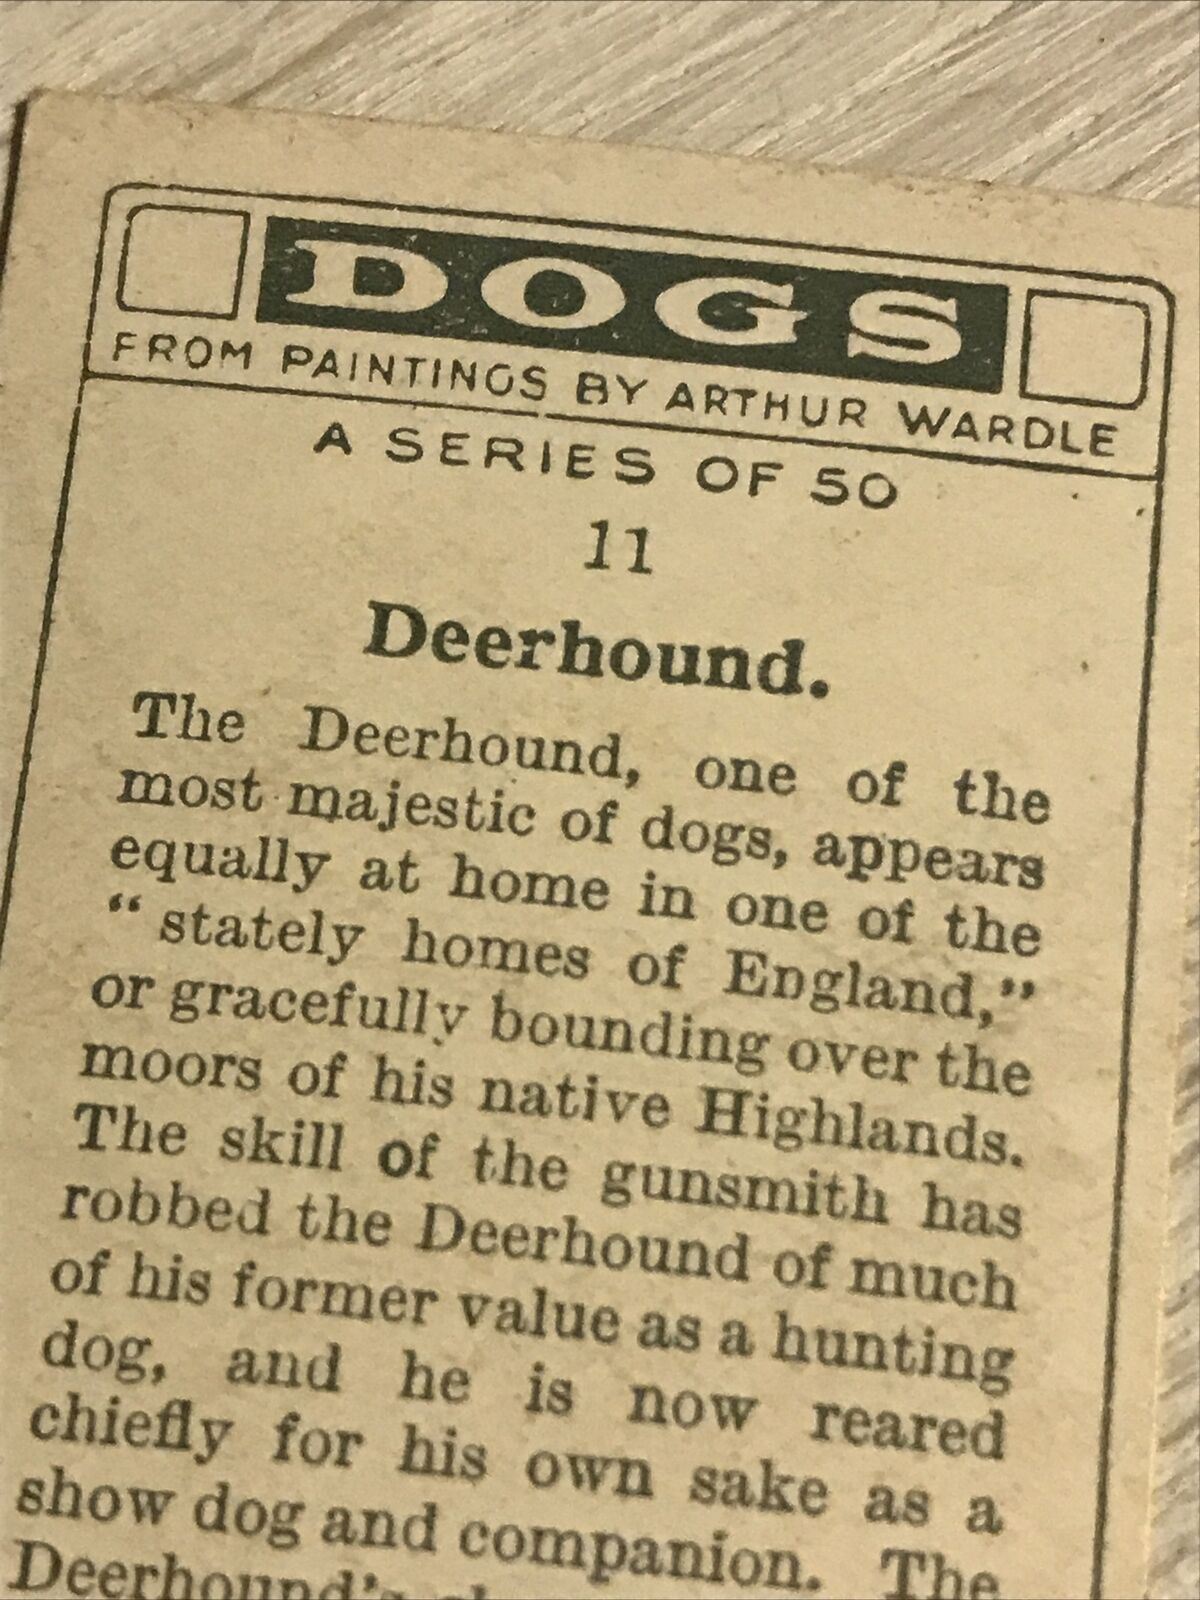 DOGS
FROM PAINTINGS BY ARTHUR WARDLE
A SERIES OF 50
11
Deerhound.
The Deerhound, one of the
most majestic of dogs, appears
equally at home in one of the
“ stately homes of England,”
or gracefully bounding over the
moors of his native Highlands.
The skill of the gunsmith has
robbed the Deerhound of much
of his former value as a hunting
dog, and he is now reared
chiefly for his own sake as a
show dog and companion. The
Deerhound's